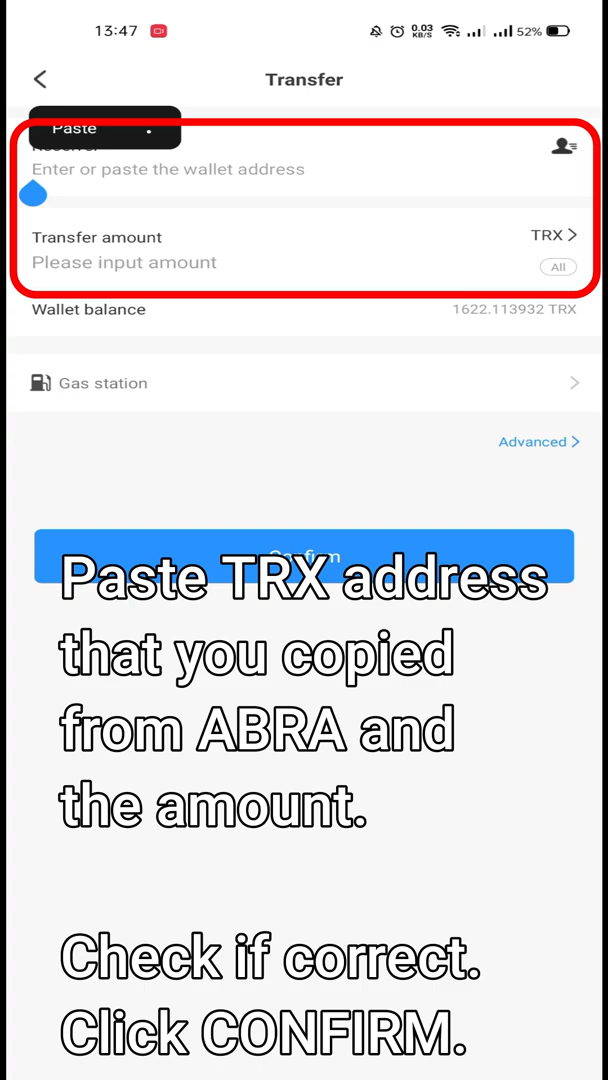 13:47
0.03
KB/S
52%
Transfer
Paste
Receiver
Enter or paste the wallet address
Transfer amount
TRX
Please input amount
All
Wallet balance
1622.113932 TRX
Gas station
Advanced
Confirm
Paste TRX address
that you copied
from ABRA and
the amount.
Check if correct.
Click CONFIRM.